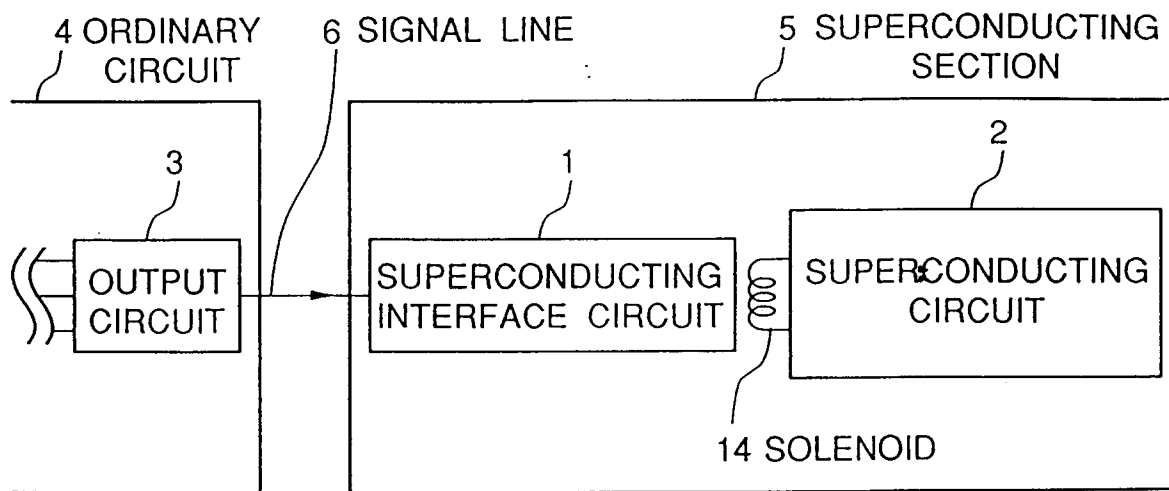 4 ORDINARY
CIRCUIT
6 SIGNAL LINE
5 SUPERCONDUCTING
SECTION
3
1
2
OUTPUT
CIRCUIT
SUPERCONDUCTING
INTERFACE CIRCUIT
SUPERCONDUCTING
CIRCUIT
14 SOLENOID